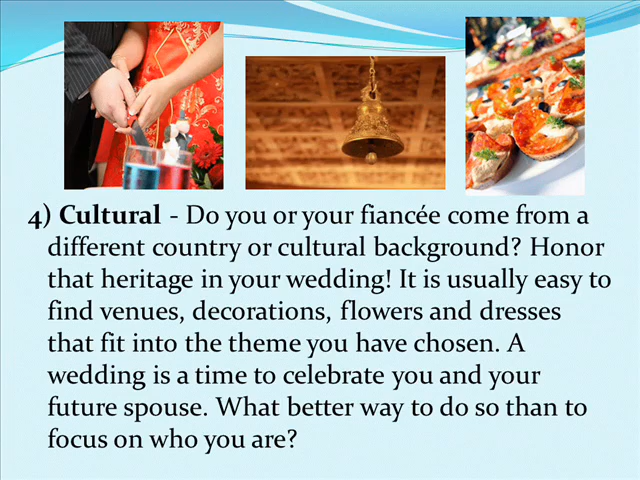 4) Cultural - Do you or your fiancée come from a
different country or cultural background? Honor
that heritage in your wedding! It is usually easy to
find venues, decorations, flowers and dresses
that fit into the theme you have chosen. A
wedding is a time to celebrate you and your
future spouse. What better way to do so than to
focus on who you are?